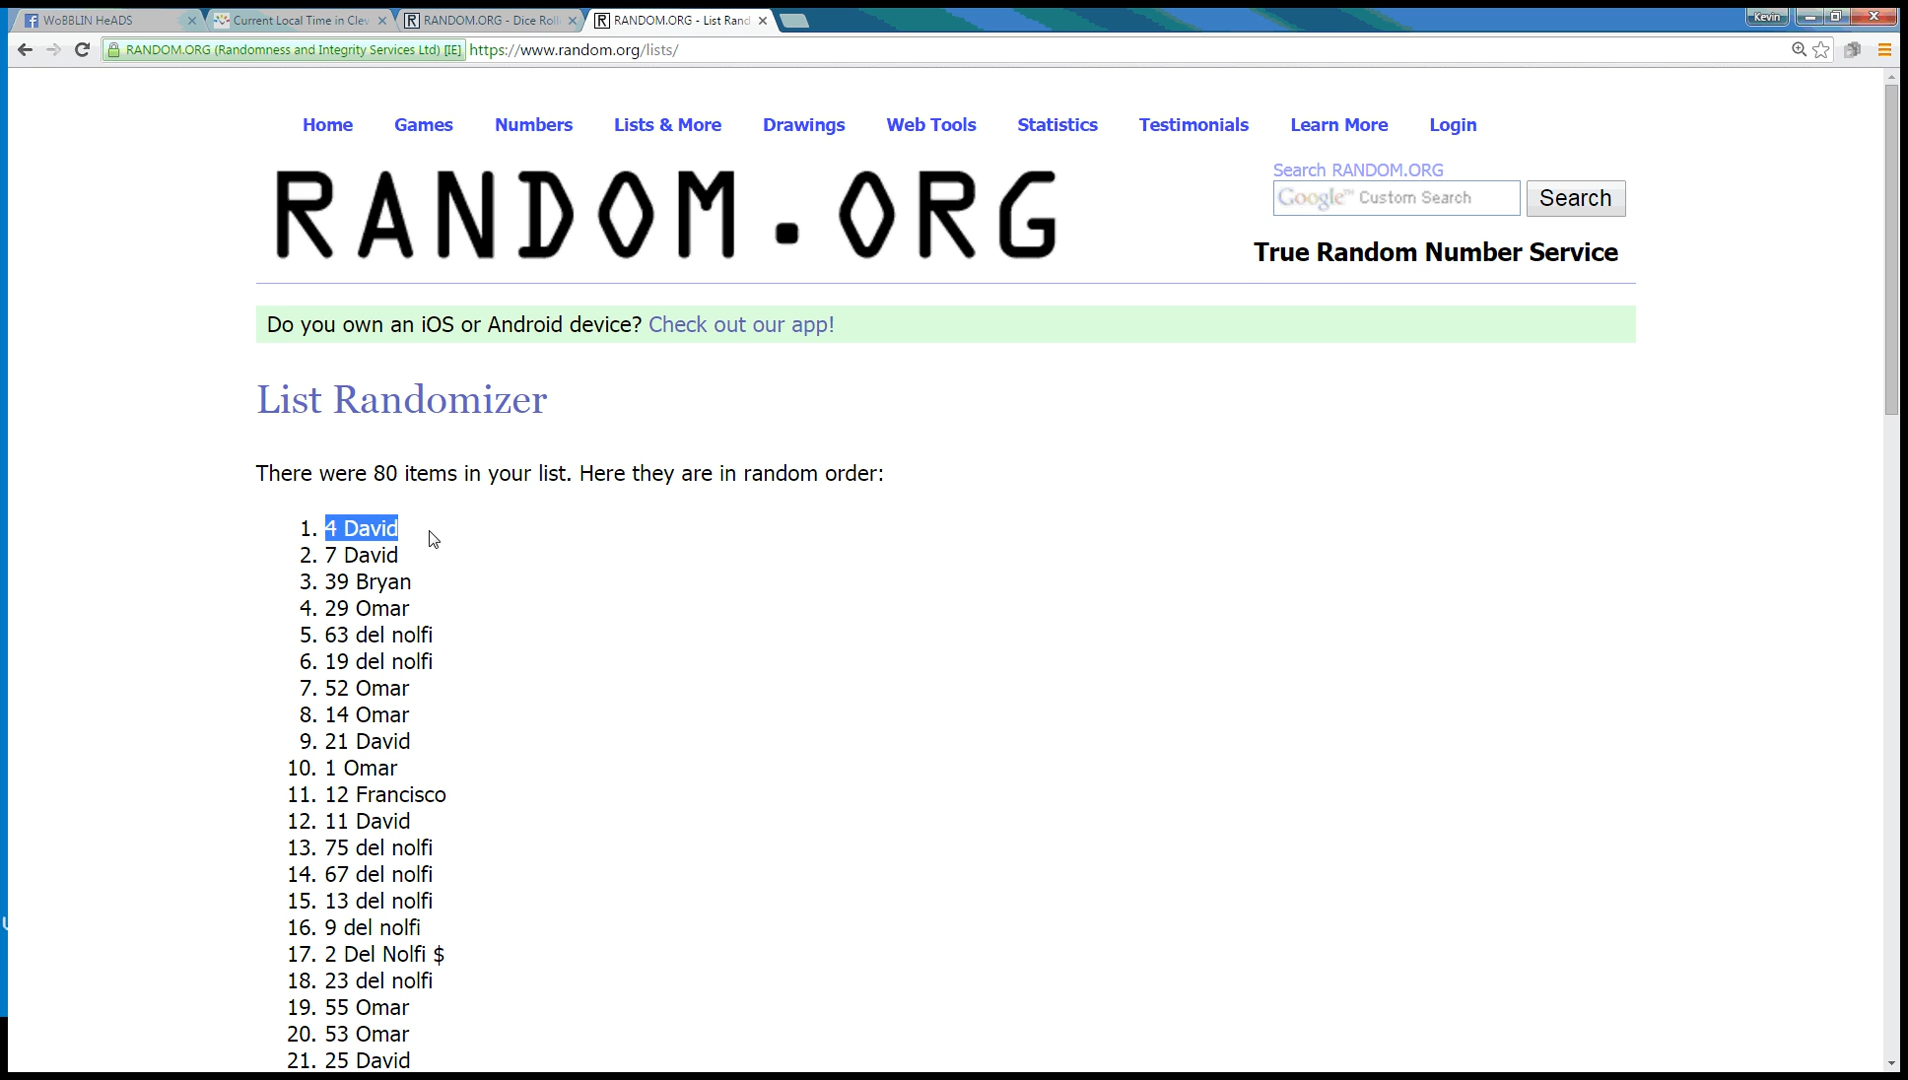 WoBBLIN HeADS
Current Local Time in Clev
RANDOM.ORG - Dice Roll
RANDOM.ORG - List Rand
Kevin
RANDOM.ORG (Randomness and Integrity Services Ltd) [IE] https://www.random.org/lists/
Home Games Numbers Lists & More Drawings Web Tools Statistics Testimonials Learn More Login
RANDOM.ORG
Search RANDOM.ORG
Google™ Custom Search
Search
True Random Number Service
Do you own an iOS or Android device? Check out our app!
List Randomizer
There were 80 items in your list. Here they are in random order:
1. 4 David
2. 7 David
3. 39 Bryan
4. 29 Omar
5. 63 del nolfi
6. 19 del nolfi
7. 52 Omar
8. 14 Omar
9. 21 David
10. 1 Omar
11. 12 Francisco
12. 11 David
13. 75 del nolfi
14. 67 del nolfi
15. 13 del nolfi
16. 9 del nolfi
17. 2 Del Nolfi $
18. 23 del nolfi
19. 55 Omar
20. 53 Omar
21. 25 David